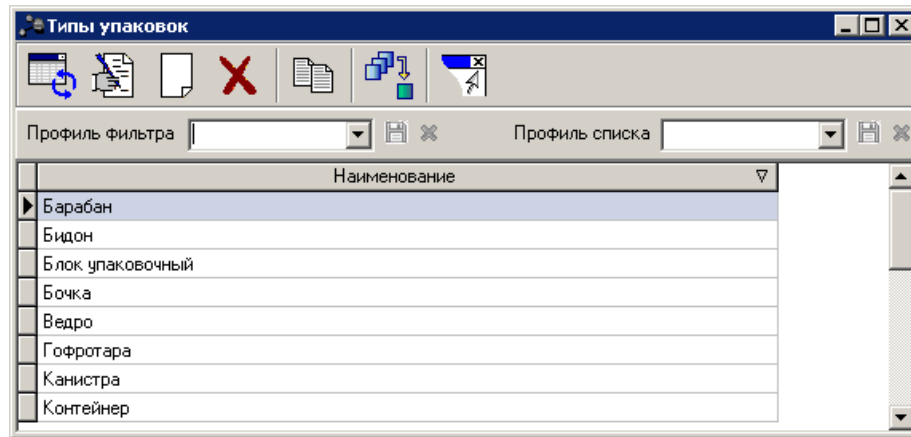 Типы упаковок
Профиль фильтра Профиль списка
Наименование
Барабан
Бидон
Блок упаковочный
Бочка
Ведро
Гофротара
Канистра
Контейнер